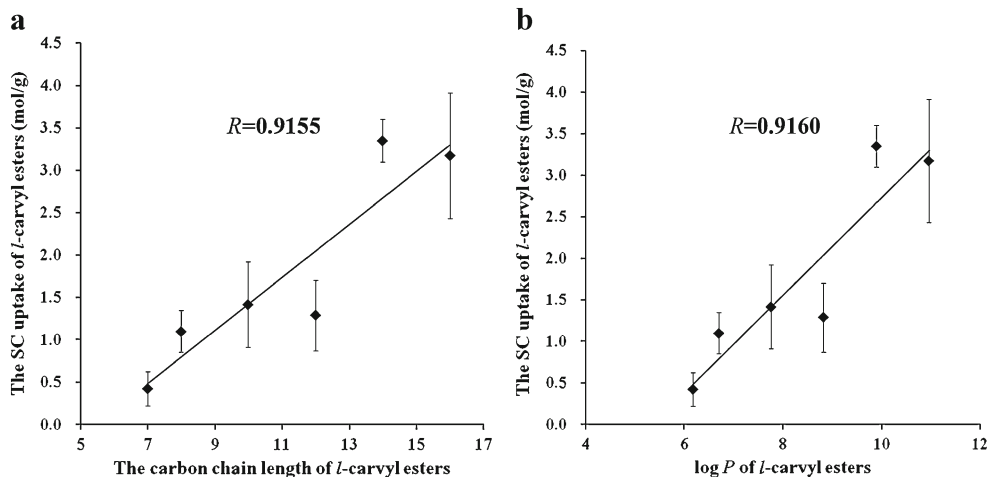 a
The SC uptake of l-carvyl esters (mol/g)
4.5
4.0
3.5
3.0
2.5
2.0
1.5
1.0
0.5
0.0
R=0.9155
5 7 9 11 13 15 17
The carbon chain length of l-carvyl esters
b
The SC uptake of l-carvyl esters (mol/g)
4.5
4.0
3.5
3.0
2.5
2.0
1.5
1.0
0.5
0.0
R=0.9160
4 6 8 10 12
log P of l-carvyl esters